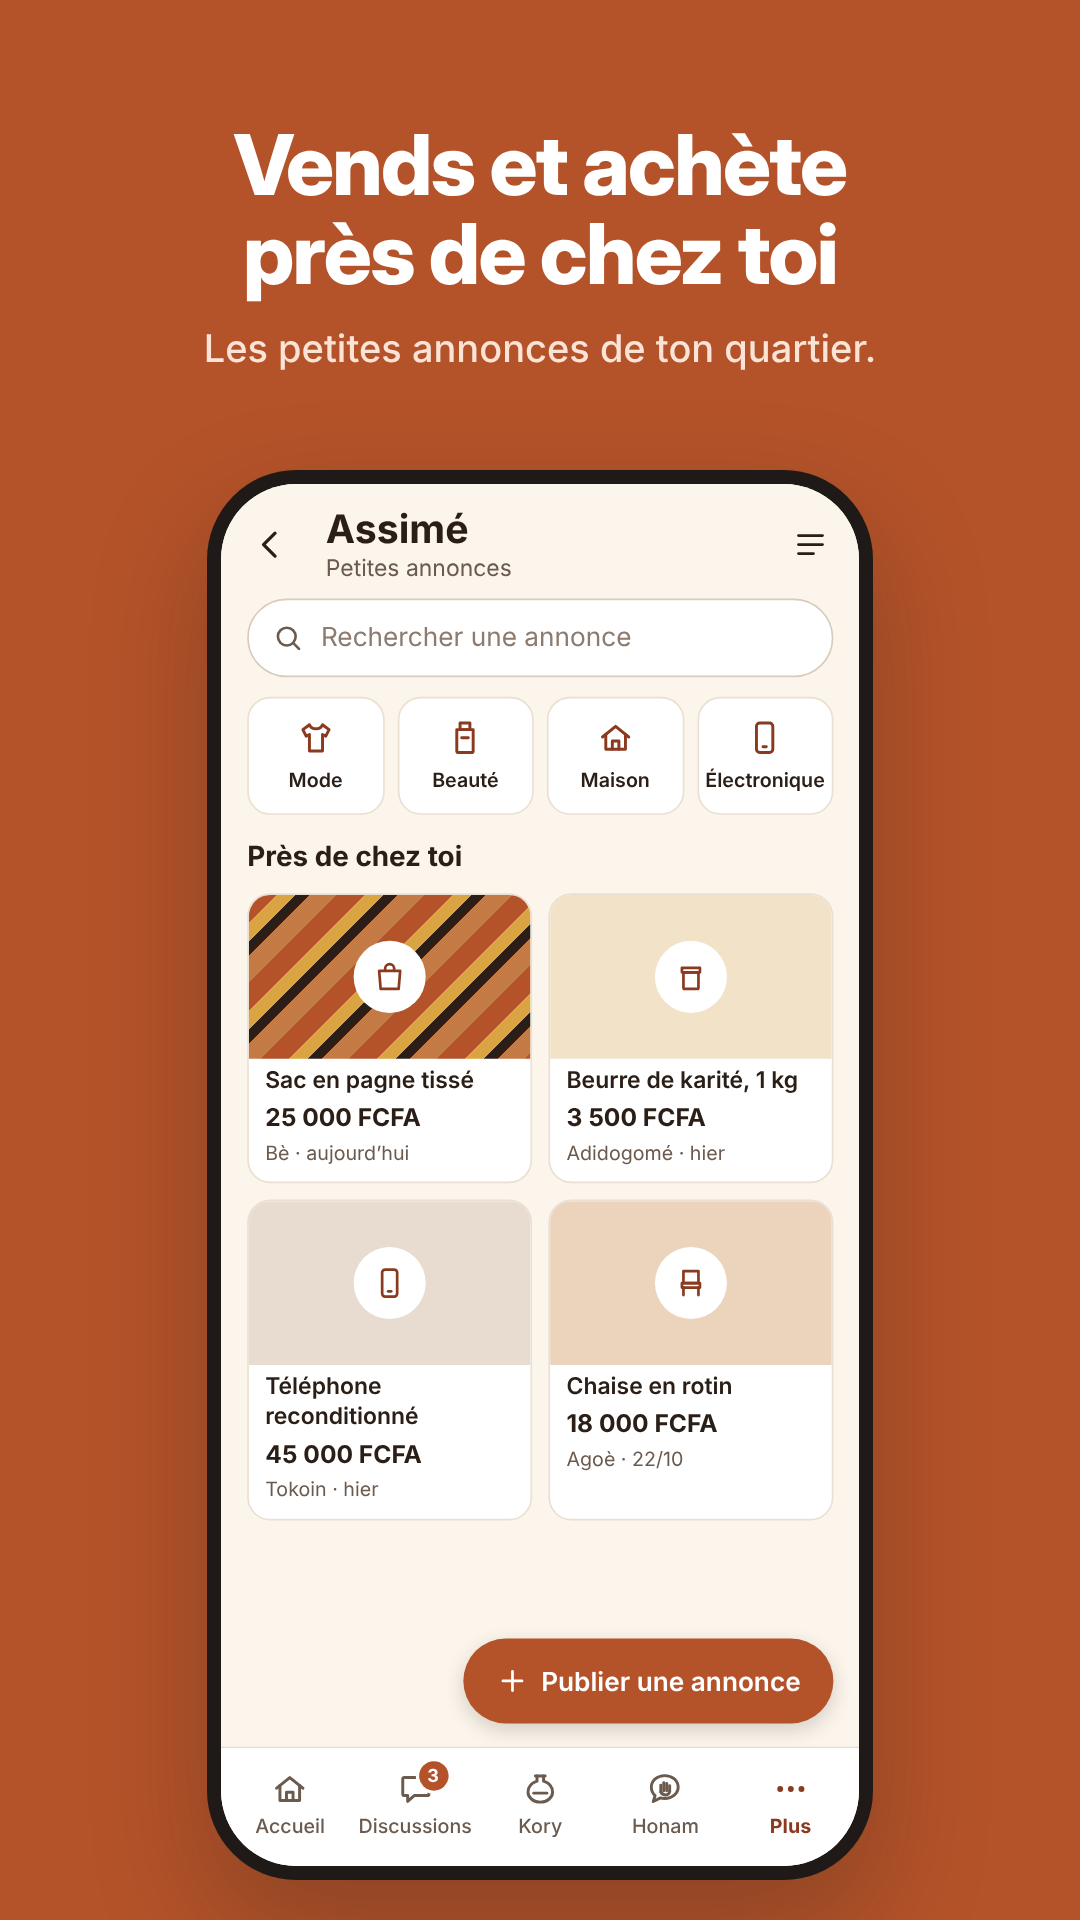 Vends et achète
près de chez toi
Les petites annonces de ton quartier.
Assimé
Petites annonces
Rechercher une annonce
Mode
Beauté
Maison
Électronique
Près de chez toi
Sac en pagne tissé
25 000 FCFA
Bè · aujourd’hui
Beurre de karité, 1 kg
3 500 FCFA
Adidogomé · hier
Téléphone
reconditionné
45 000 FCFA
Tokoin · hier
Chaise en rotin
18 000 FCFA
Agoè · 22/10
Publier une annonce
3
Accueil
Discussions
Kory
Honam
Plus